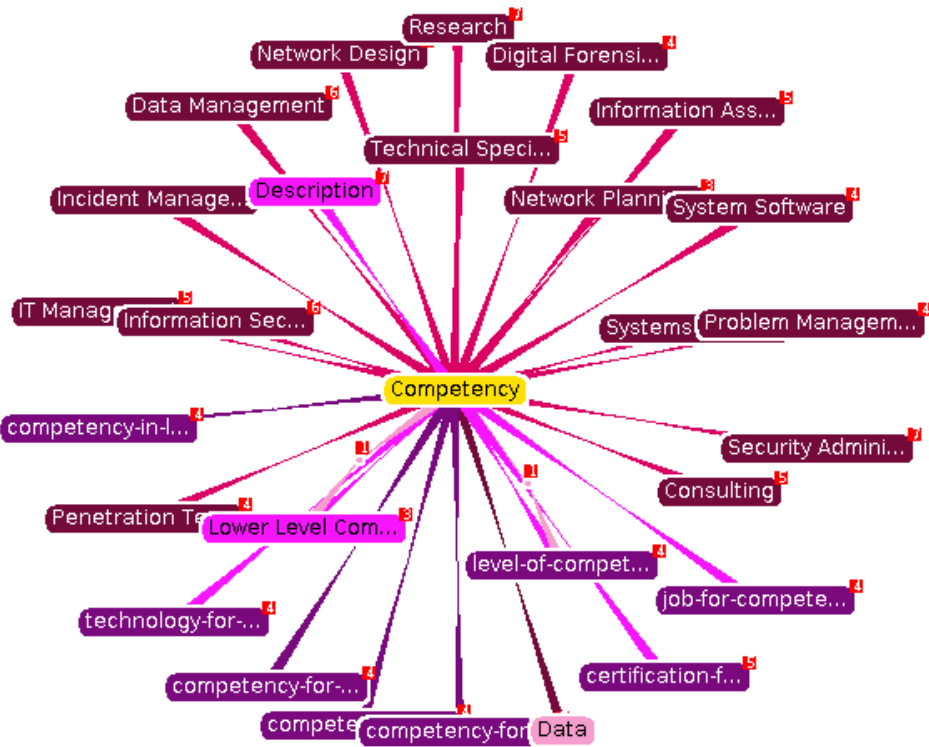 Research 7
Network Design
Digital Forensi... 4
Data Management 6
Information Ass... 5
Technical Speci... 5
Incident Manage...
Description 7
Network Planni 3
System Software 4
IT Manag 5
Information Sec... 6
Systems
Problem Managem... 4
Competency
competency-in-l... 4
1
Security Admini... 7
1
Consulting 5
Penetration Te 4
Lower Level Com... 3
level-of-compet... 4
job-for-compete... 4
technology-for-... 4
competency-for-... 4
certification-f... 5
compete
competency-for
Data